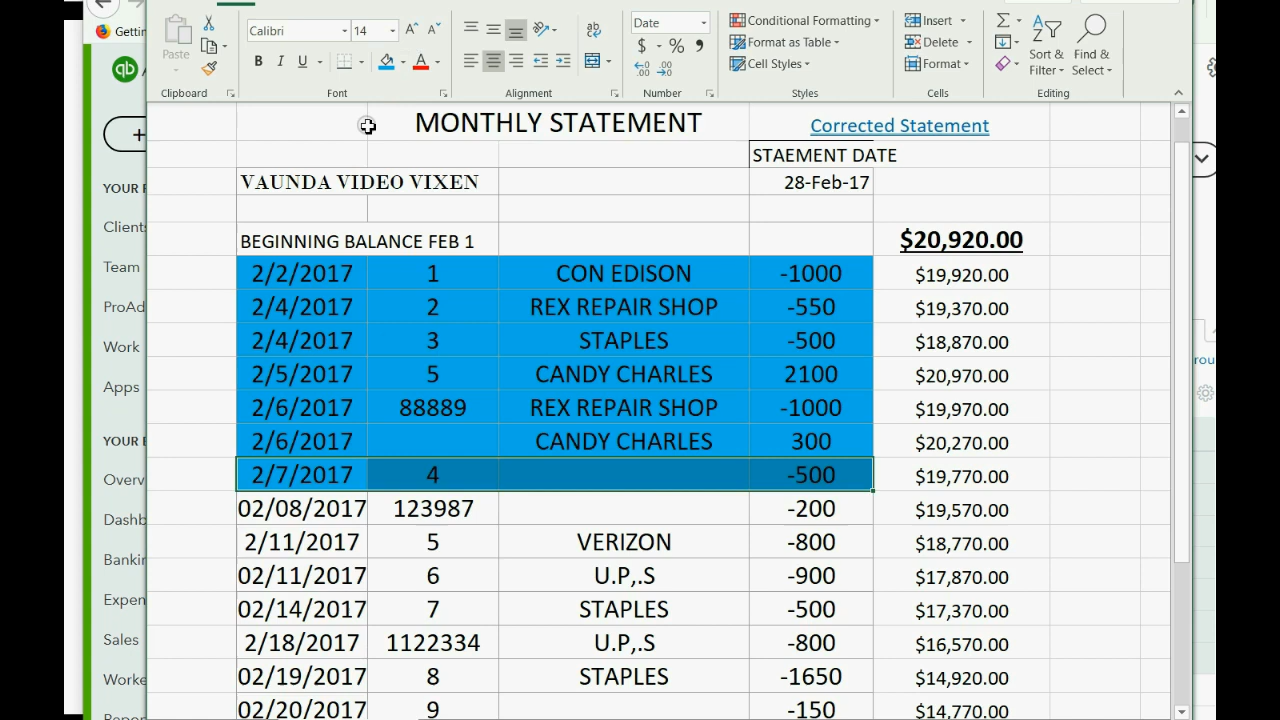 Gettin
Calibri 14 Date
Conditional Formatting Insert
Paste Format as Table Delete Sort & Find &
B I U A $ % Cell Styles Format Filter Select
Clipboard Font Alignment Number Styles Cells Editing
qb
+
YOUR
Clients
Team
ProAd
Work
Apps
YOUR
Overv
Dashb
Bankin
Expen
Sales
Worke
MONTHLY STATEMENT Corrected Statement
STAEMENT DATE
VAUNDA VIDEO VIXEN 28-Feb-17
BEGINNING BALANCE FEB 1 $20,920.00
2/2/2017 1 CON EDISON -1000 $19,920.00
2/4/2017 2 REX REPAIR SHOP -550 $19,370.00
2/4/2017 3 STAPLES -500 $18,870.00
2/5/2017 5 CANDY CHARLES 2100 $20,970.00
2/6/2017 88889 REX REPAIR SHOP -1000 $19,970.00
2/6/2017 CANDY CHARLES 300 $20,270.00
2/7/2017 4 -500 $19,770.00
02/08/2017 123987 -200 $19,570.00
2/11/2017 5 VERIZON -800 $18,770.00
02/11/2017 6 U.P,.S -900 $17,870.00
02/14/2017 7 STAPLES -500 $17,370.00
2/18/2017 1122334 U.P,.S -800 $16,570.00
02/19/2017 8 STAPLES -1650 $14,920.00
02/20/2017 9 -150 $14,770.00
rou